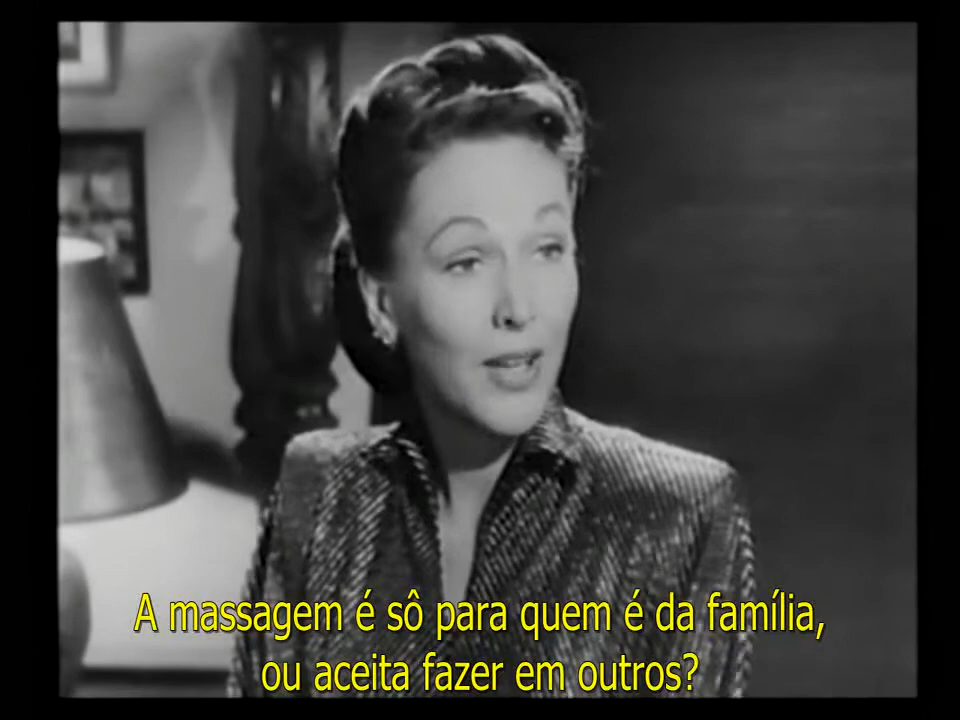 A massagem é sô para quem é da família,
ou aceita fazer em outros?